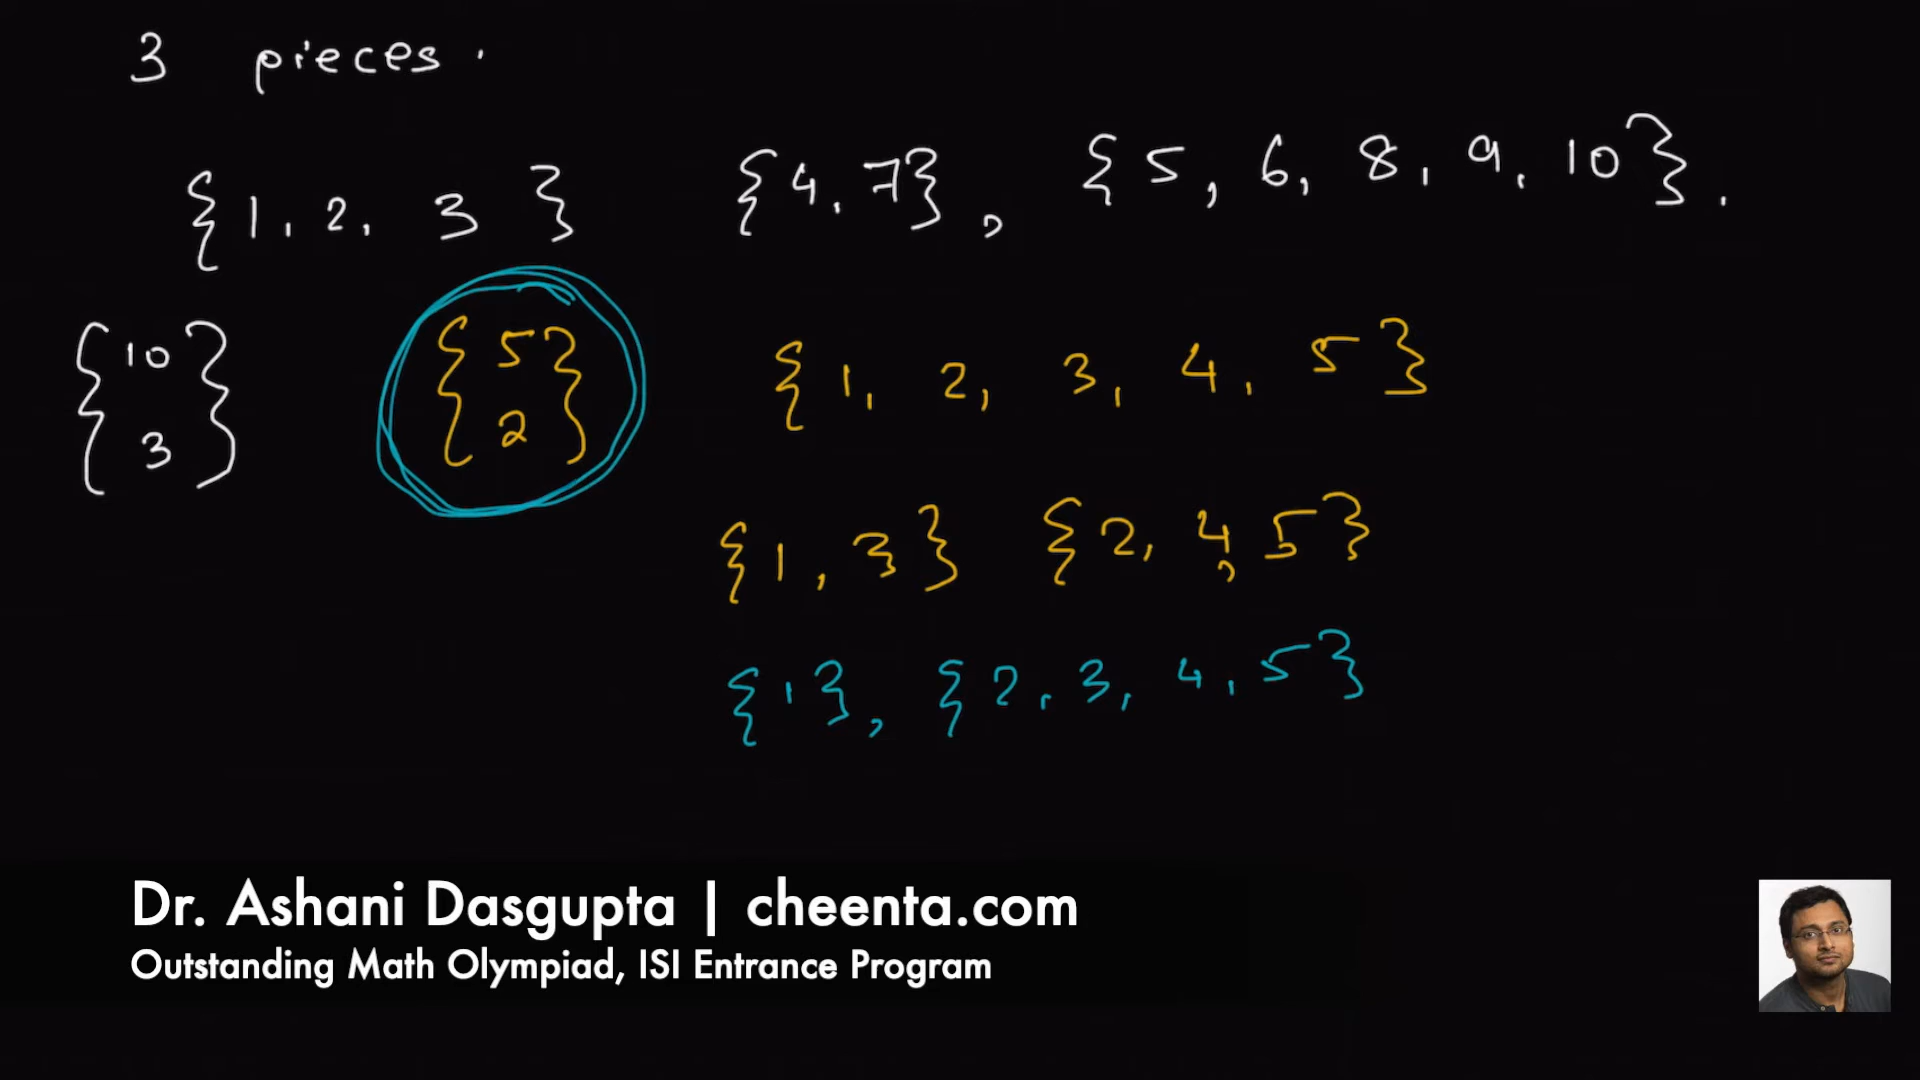 3 pieces.
{1, 2, 3} {4, 7}, {5, 6, 8, 9, 10}.
{10 3} {5 2} {1, 2, 3, 4, 5}
{1, 3} {2, 4, 5}
{1}, {2, 3, 4, 5}
Dr. Ashani Dasgupta | cheenta.com
Outstanding Math Olympiad, ISI Entrance Program